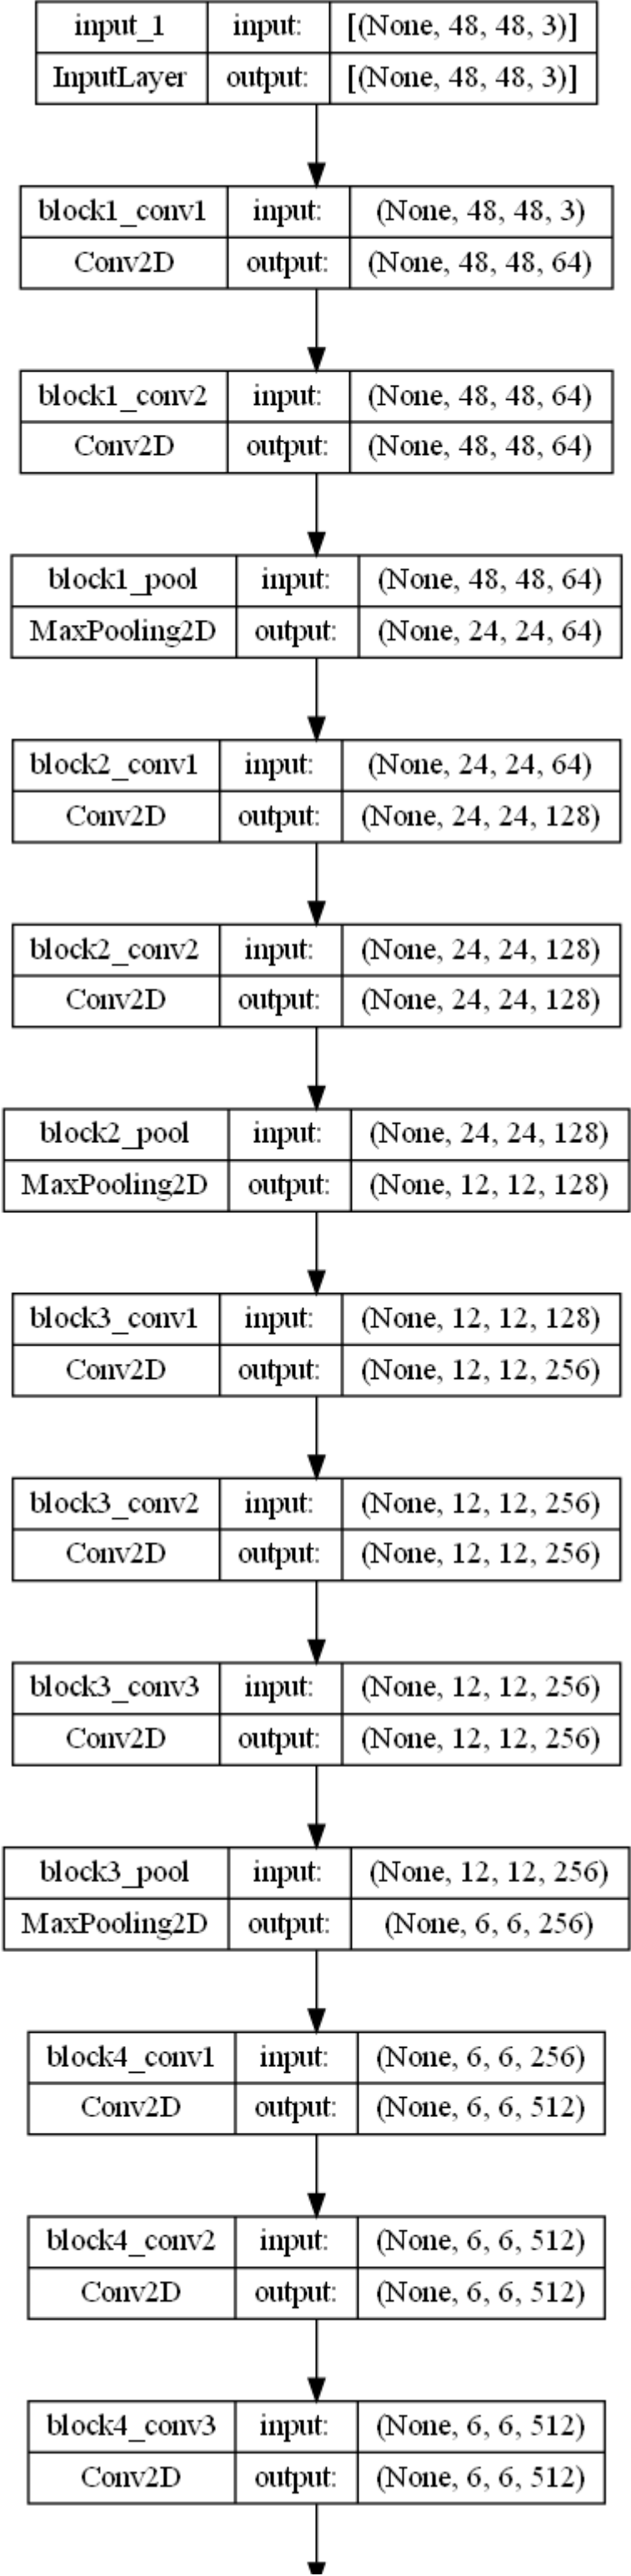 input_1 input: [(None, 48, 48, 3)]
InputLayer output: [(None, 48, 48, 3)]
block1_conv1 input: (None, 48, 48, 3)
Conv2D output: (None, 48, 48, 64)
block1_conv2 input: (None, 48, 48, 64)
Conv2D output: (None, 48, 48, 64)
block1_pool input: (None, 48, 48, 64)
MaxPooling2D output: (None, 24, 24, 64)
block2_conv1 input: (None, 24, 24, 64)
Conv2D output: (None, 24, 24, 128)
block2_conv2 input: (None, 24, 24, 128)
Conv2D output: (None, 24, 24, 128)
block2_pool input: (None, 24, 24, 128)
MaxPooling2D output: (None, 12, 12, 128)
block3_conv1 input: (None, 12, 12, 128)
Conv2D output: (None, 12, 12, 256)
block3_conv2 input: (None, 12, 12, 256)
Conv2D output: (None, 12, 12, 256)
block3_conv3 input: (None, 12, 12, 256)
Conv2D output: (None, 12, 12, 256)
block3_pool input: (None, 12, 12, 256)
MaxPooling2D output: (None, 6, 6, 256)
block4_conv1 input: (None, 6, 6, 256)
Conv2D output: (None, 6, 6, 512)
block4_conv2 input: (None, 6, 6, 512)
Conv2D output: (None, 6, 6, 512)
block4_conv3 input: (None, 6, 6, 512)
Conv2D output: (None, 6, 6, 512)